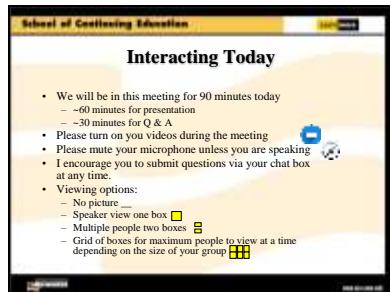 School of Continuing Education
Interacting Today
• We will be in this meeting for 90 minutes today
– ~60 minutes for presentation
– ~30 minutes for Q & A
• Please turn on you videos during the meeting
• Please mute your microphone unless you are speaking
• I encourage you to submit questions via your chat box
at any time.
• Viewing options:
– No picture __
– Speaker view one box
– Multiple people two boxes
– Grid of boxes for maximum people to view at a time
depending on the size of your group